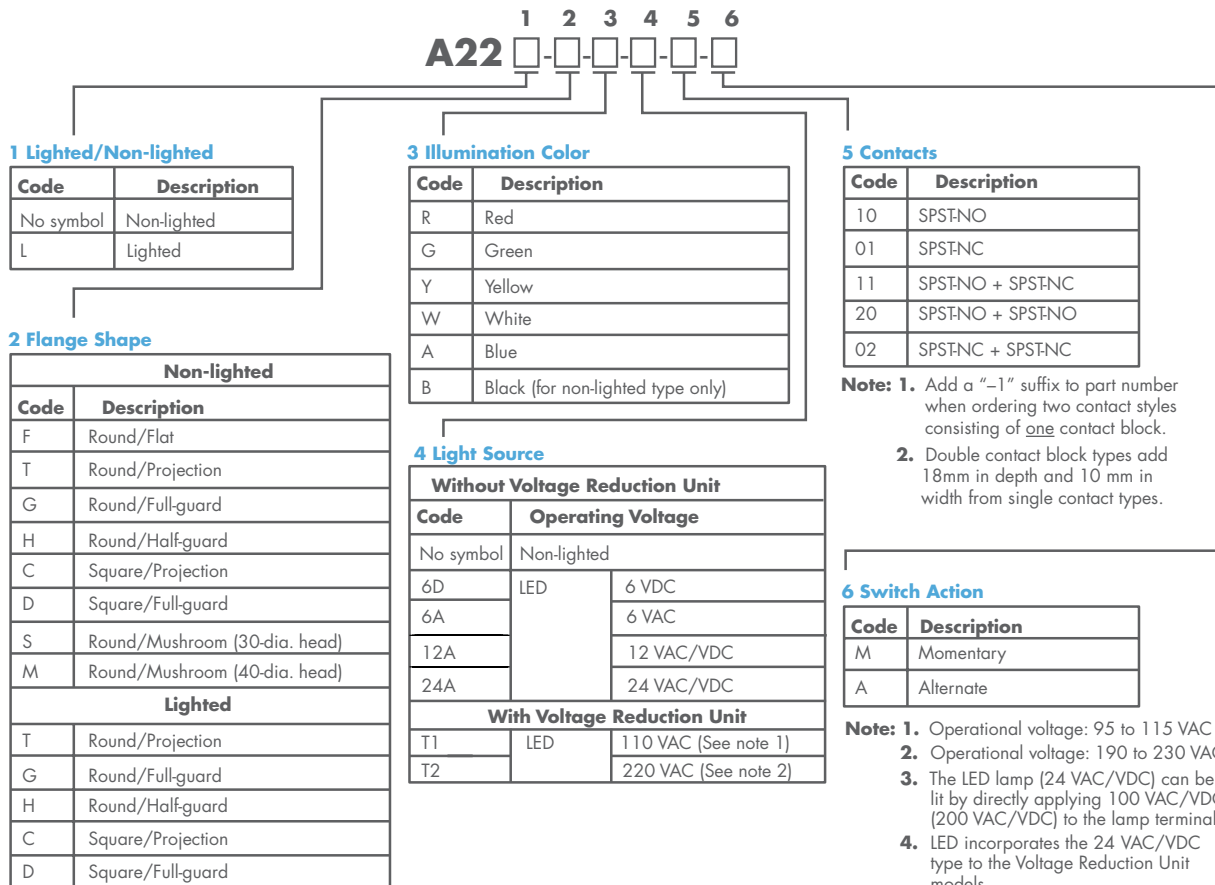 1 2 3 4 5 6
A22 - - - - -
1 Lighted/Non-lighted
Code Description
No symbol Non-lighted
L Lighted
2 Flange Shape
Non-lighted
Code Description
F Round/Flat
T Round/Projection
G Round/Full-guard
H Round/Half-guard
C Square/Projection
D Square/Full-guard
S Round/Mushroom (30-dia. head)
M Round/Mushroom (40-dia. head)
Lighted
T Round/Projection
G Round/Full-guard
H Round/Half-guard
C Square/Projection
D Square/Full-guard
3 Illumination Color
Code Description
R Red
G Green
Y Yellow
W White
A Blue
B Black (for non-lighted type only)
4 Light Source
Without Voltage Reduction Unit
Code Operating Voltage
No symbol Non-lighted
6D LED 6 VDC
6A 6 VAC
12A 12 VAC/VDC
24A 24 VAC/VDC
With Voltage Reduction Unit
T1 LED 110 VAC (See note 1)
T2 220 VAC (See note 2)
5 Contacts
Code Description
10 SPST-NO
01 SPST-NC
11 SPST-NO + SPST-NC
20 SPST-NO + SPST-NO
02 SPST-NC + SPST-NC
Note: 1. Add a “–1” suffix to part number
when ordering two contact styles
consisting of one contact block.
2. Double contact block types add
18mm in depth and 10 mm in
width from single contact types.
6 Switch Action
Code Description
M Momentary
A Alternate
Note: 1. Operational voltage: 95 to 115 VAC
2. Operational voltage: 190 to 230 VAC
3. The LED lamp (24 VAC/VDC) can be
lit by directly applying 100 VAC/VDC
(200 VAC/VDC) to the lamp terminal
4. LED incorporates the 24 VAC/VDC
type to the Voltage Reduction Unit
models